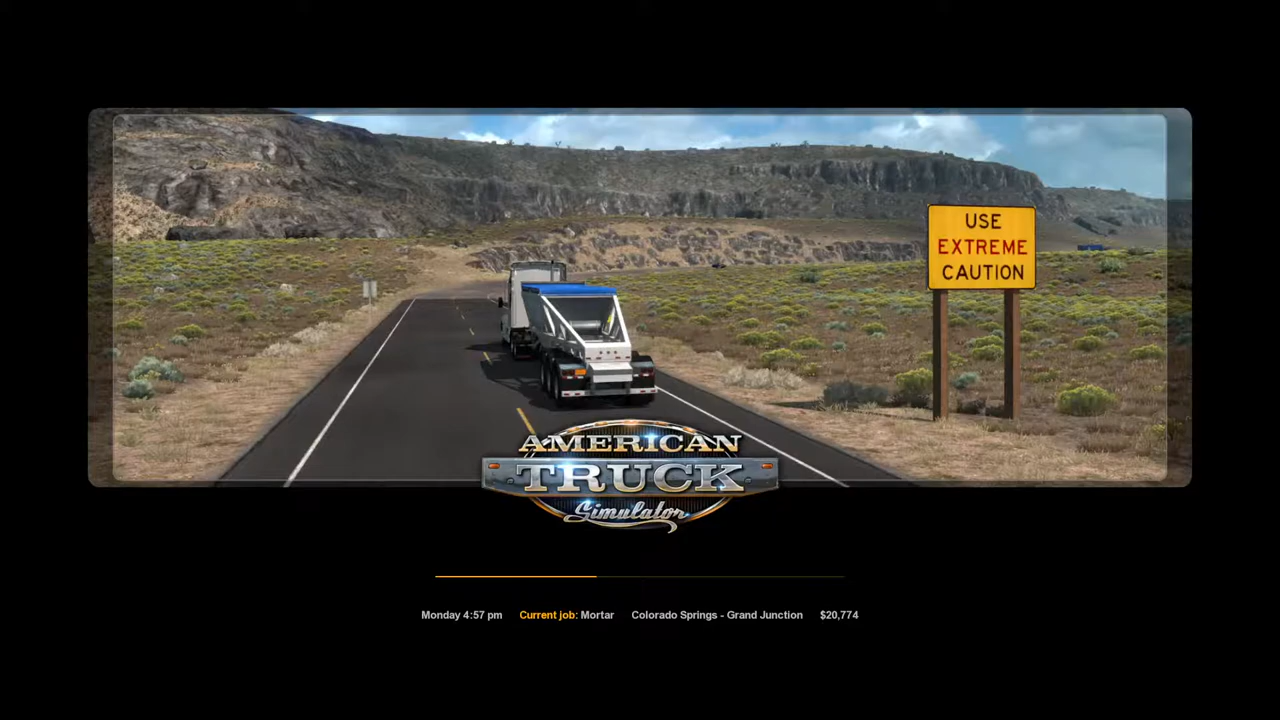 USE
EXTREME
CAUTION
AMERICAN
TRUCK
Simulator
Monday 4:57 pm Current job: Mortar Colorado Springs - Grand Junction $20,774